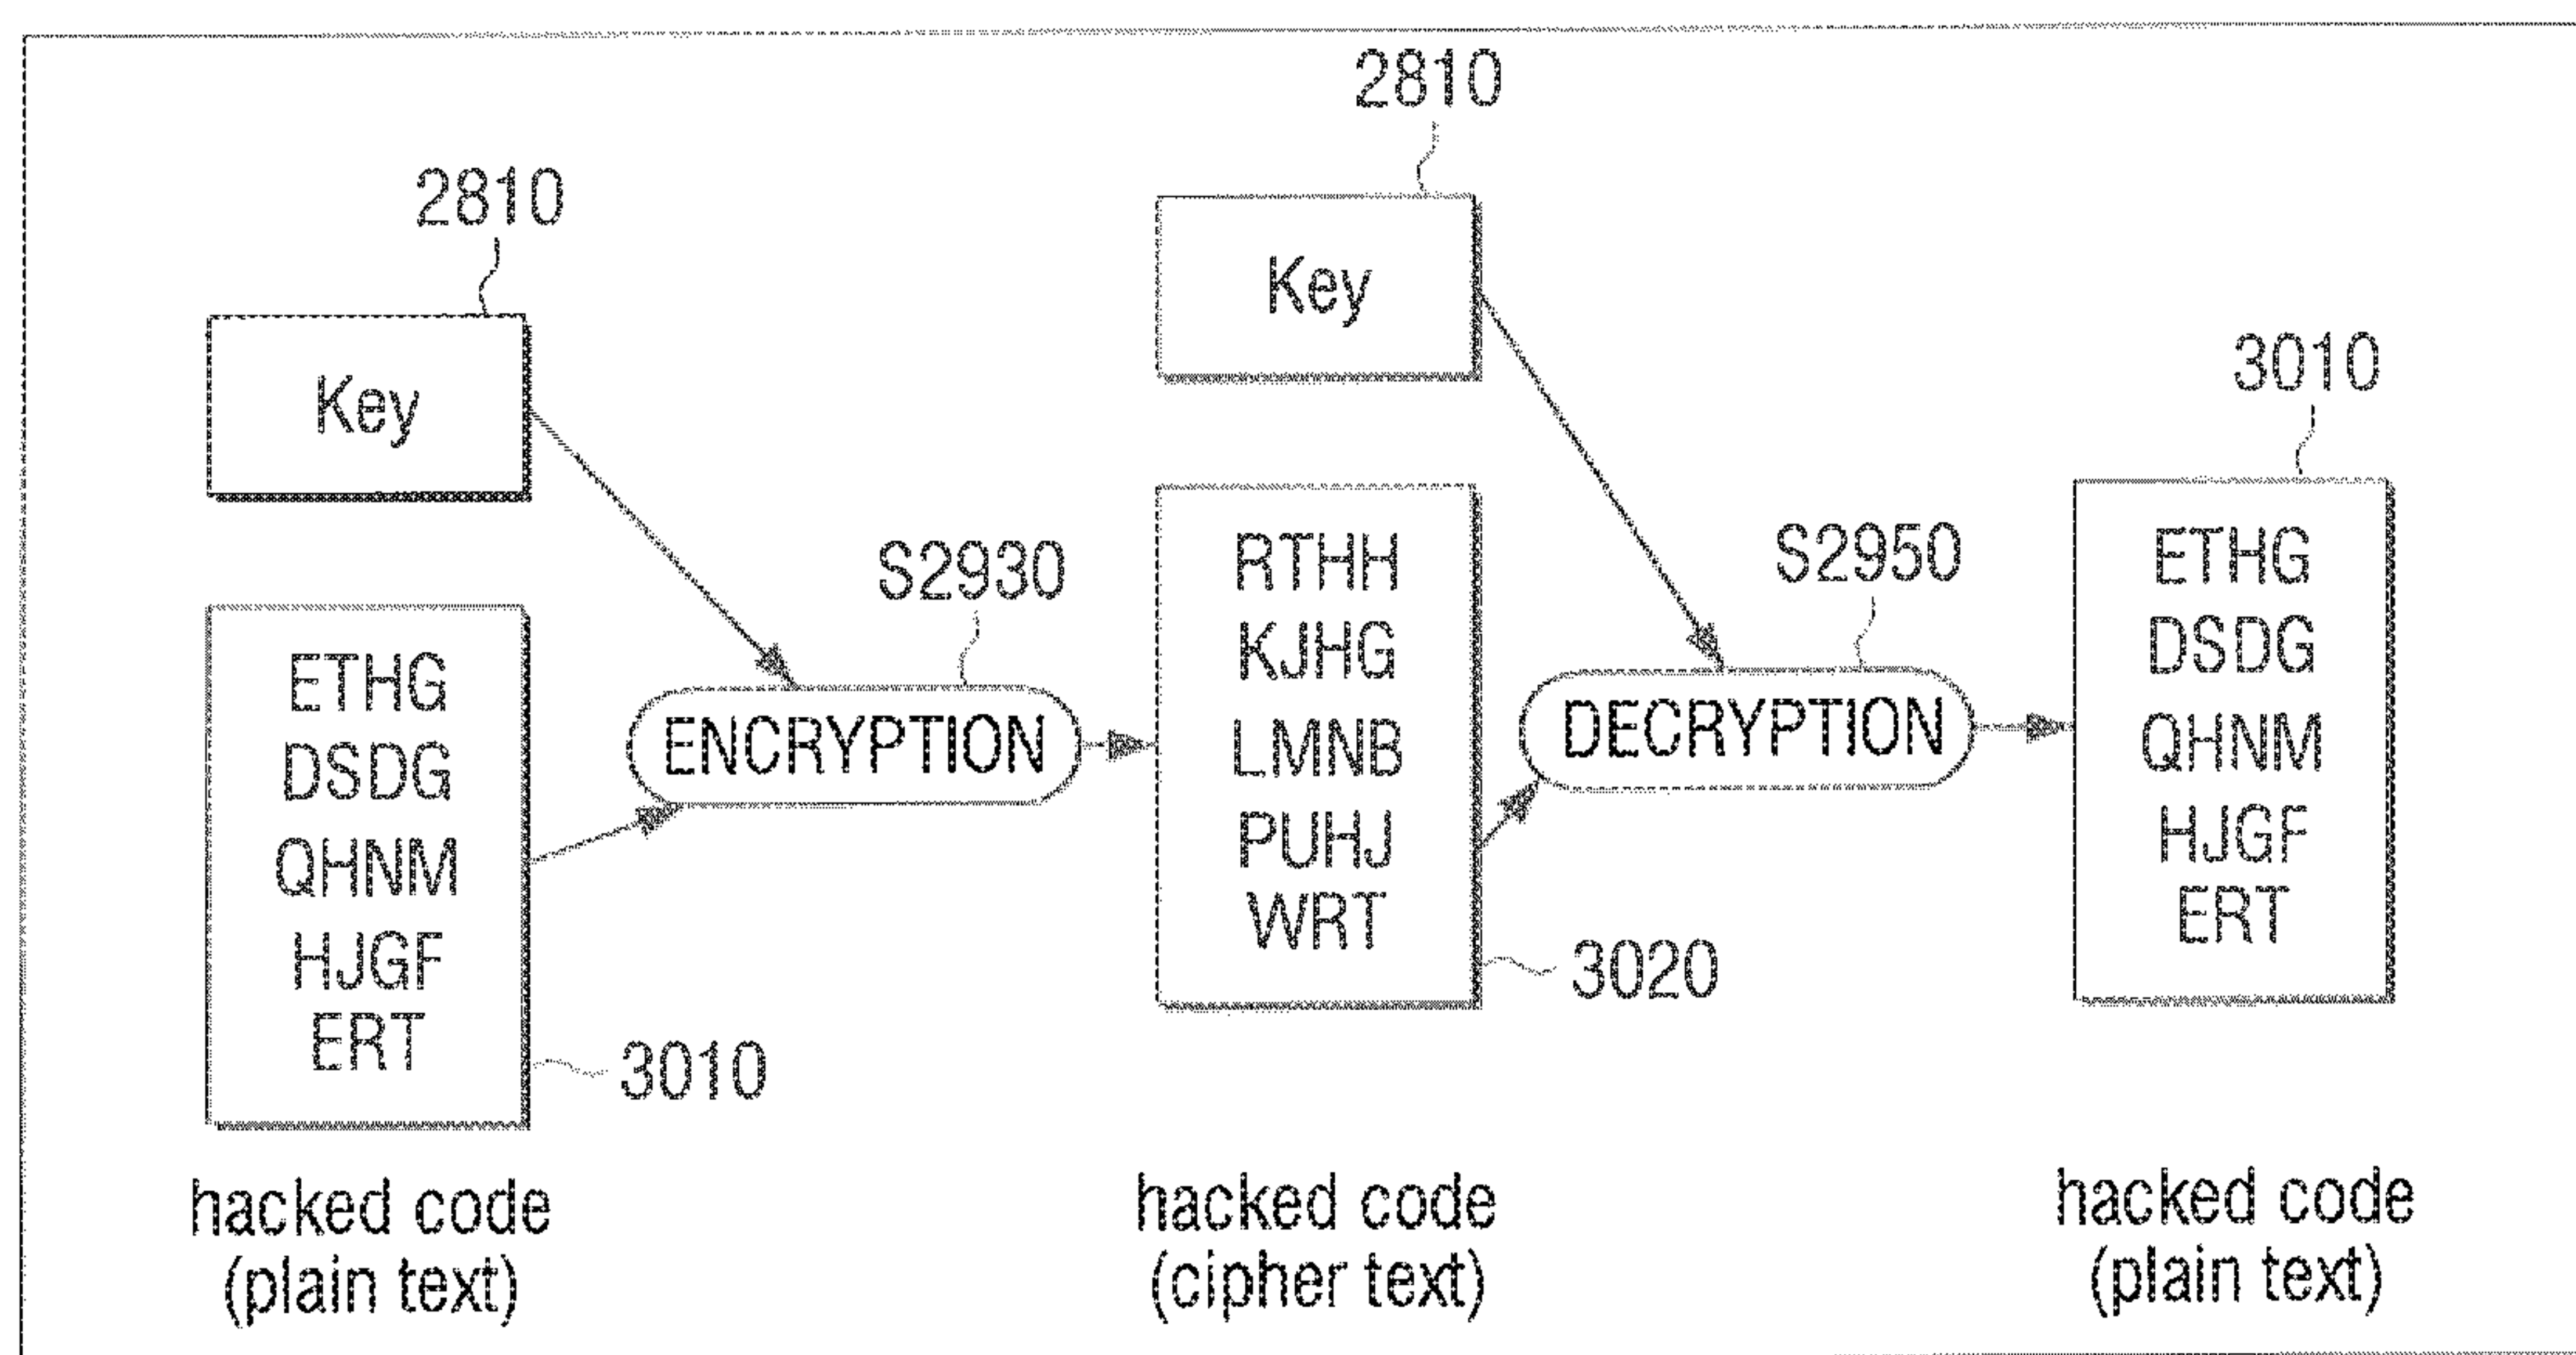 2810
Key
ETHG
DSDG
QHNM
HJGF
ERT
3010
hacked code
(plain text)
S2930
ENCRYPTION
2810
Key
RTHH
KJHG
LMNB
PUHJ
WRT
3020
hacked code
(cipher text)
S2950
DECRYPTION
3010
ETHG
DSDG
QHNM
HJGF
ERT
hacked code
(plain text)